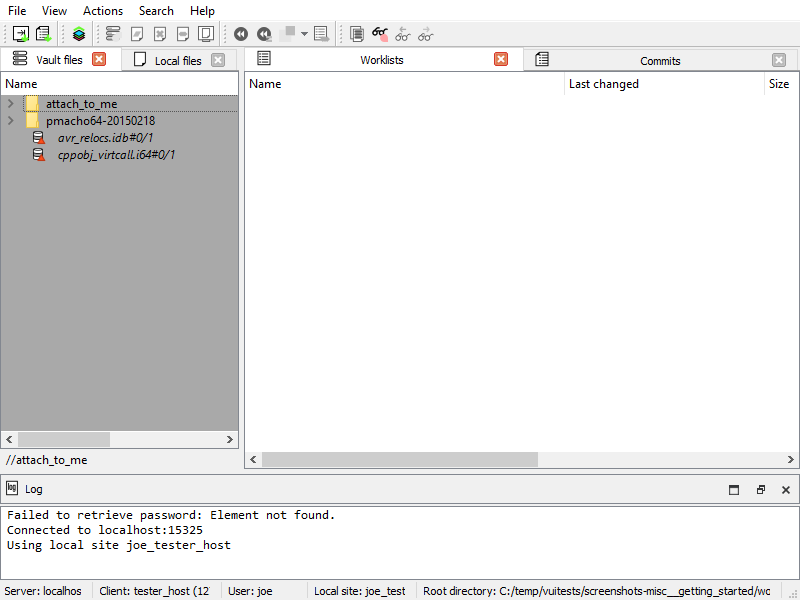 File View Actions Search Help
Vault files Local files Worklists Commits
Name Name Last changed Size
attach_to_me
pmacho64-20150218
avr_relocs.idb#0/1
cppobj_virtcall.i64#0/1
//attach_to_me
log Log
Failed to retrieve password: Element not found.
Connected to localhost:15325
Using local site joe_tester_host
Server: localhos Client: tester_host (12 User: joe Local site: joe_test Root directory: C:/temp/vuitests/screenshots-misc__getting_started/wo